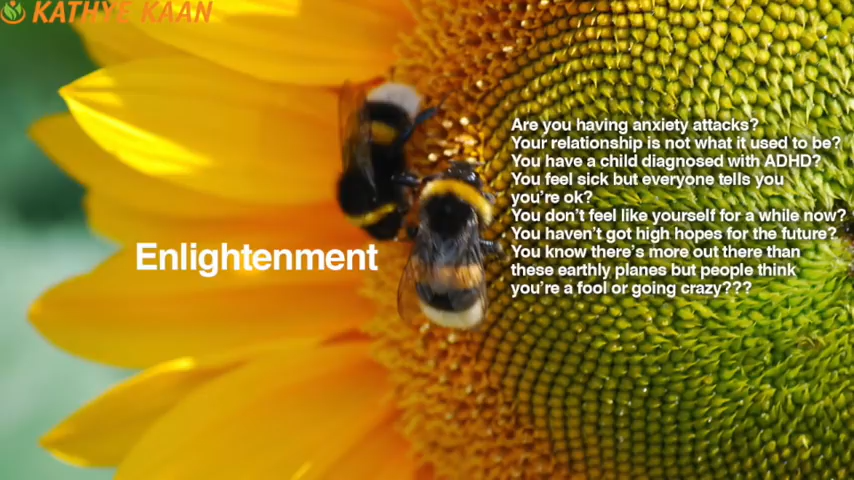 KATHYE KAAN
Enlightenment
Are you having anxiety attacks?
Your relationship is not what it used to be?
You have a child diagnosed with ADHD?
You feel sick but everyone tells you
you're ok?
You don't feel like yourself for a while now?
You haven't got high hopes for the future?
You know there's more out there than
these earthly planes but people think
you're a fool or going crazy???